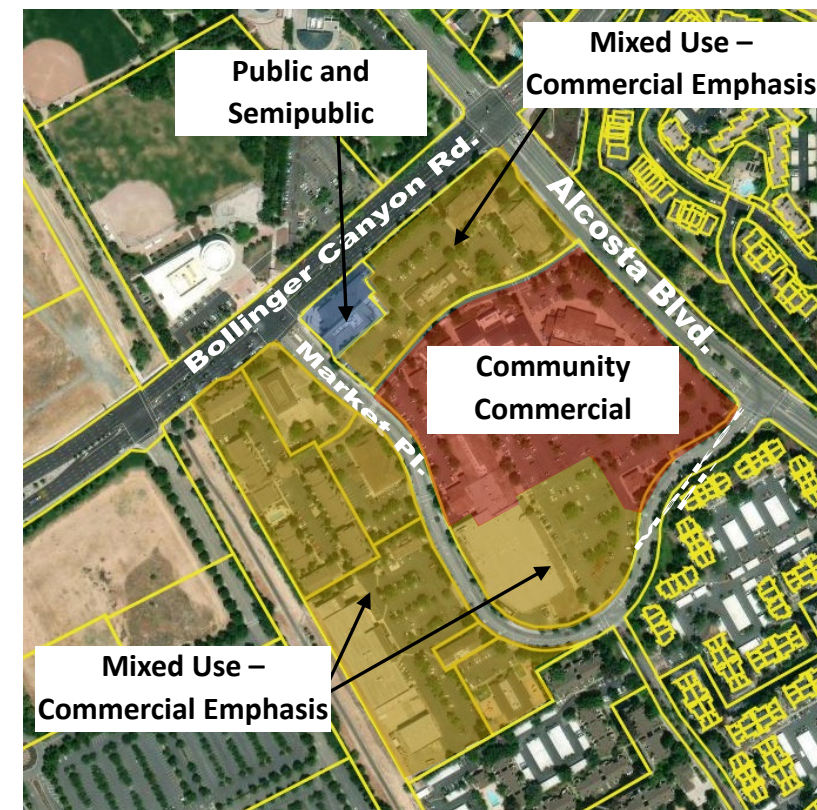 Mixed Use –
Commercial Emphasis
Public and
Semipublic
Bollinger Canyon Rd.
Alcosta Blvd.
Market Pl.
Community
Commercial
Mixed Use –
Commercial Emphasis